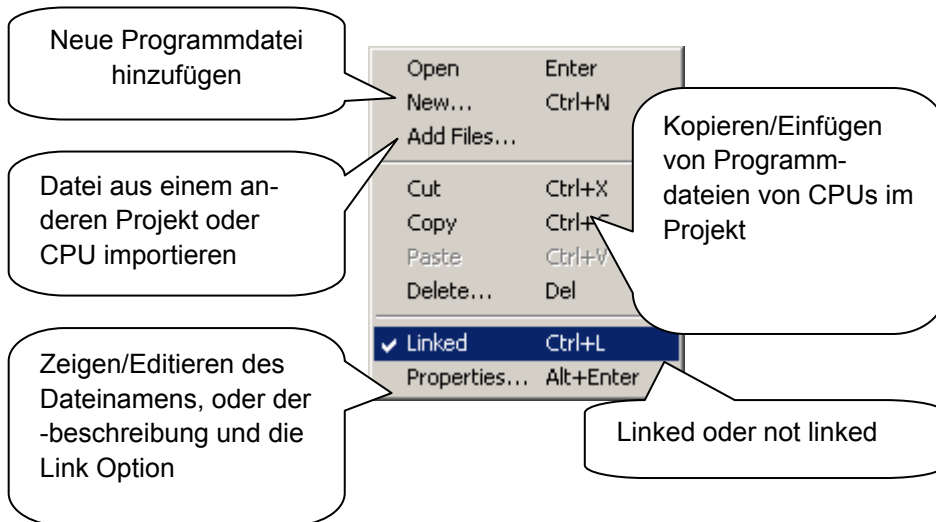 Neue Programmdatei
hinzufügen
Datei aus einem an-
deren Projekt oder
CPU importieren
Zeigen/Editieren des
Dateinamens, oder der
-beschreibung und die
Link Option
Open Enter
New... Ctrl+N
Add Files...
Cut Ctrl+X
Copy
Paste Ctrl+V
Delete... Del
Linked Ctrl+L
Properties... Alt+Enter
Kopieren/Einfügen
von Programm-
dateien von CPUs im
Projekt
Linked oder not linked